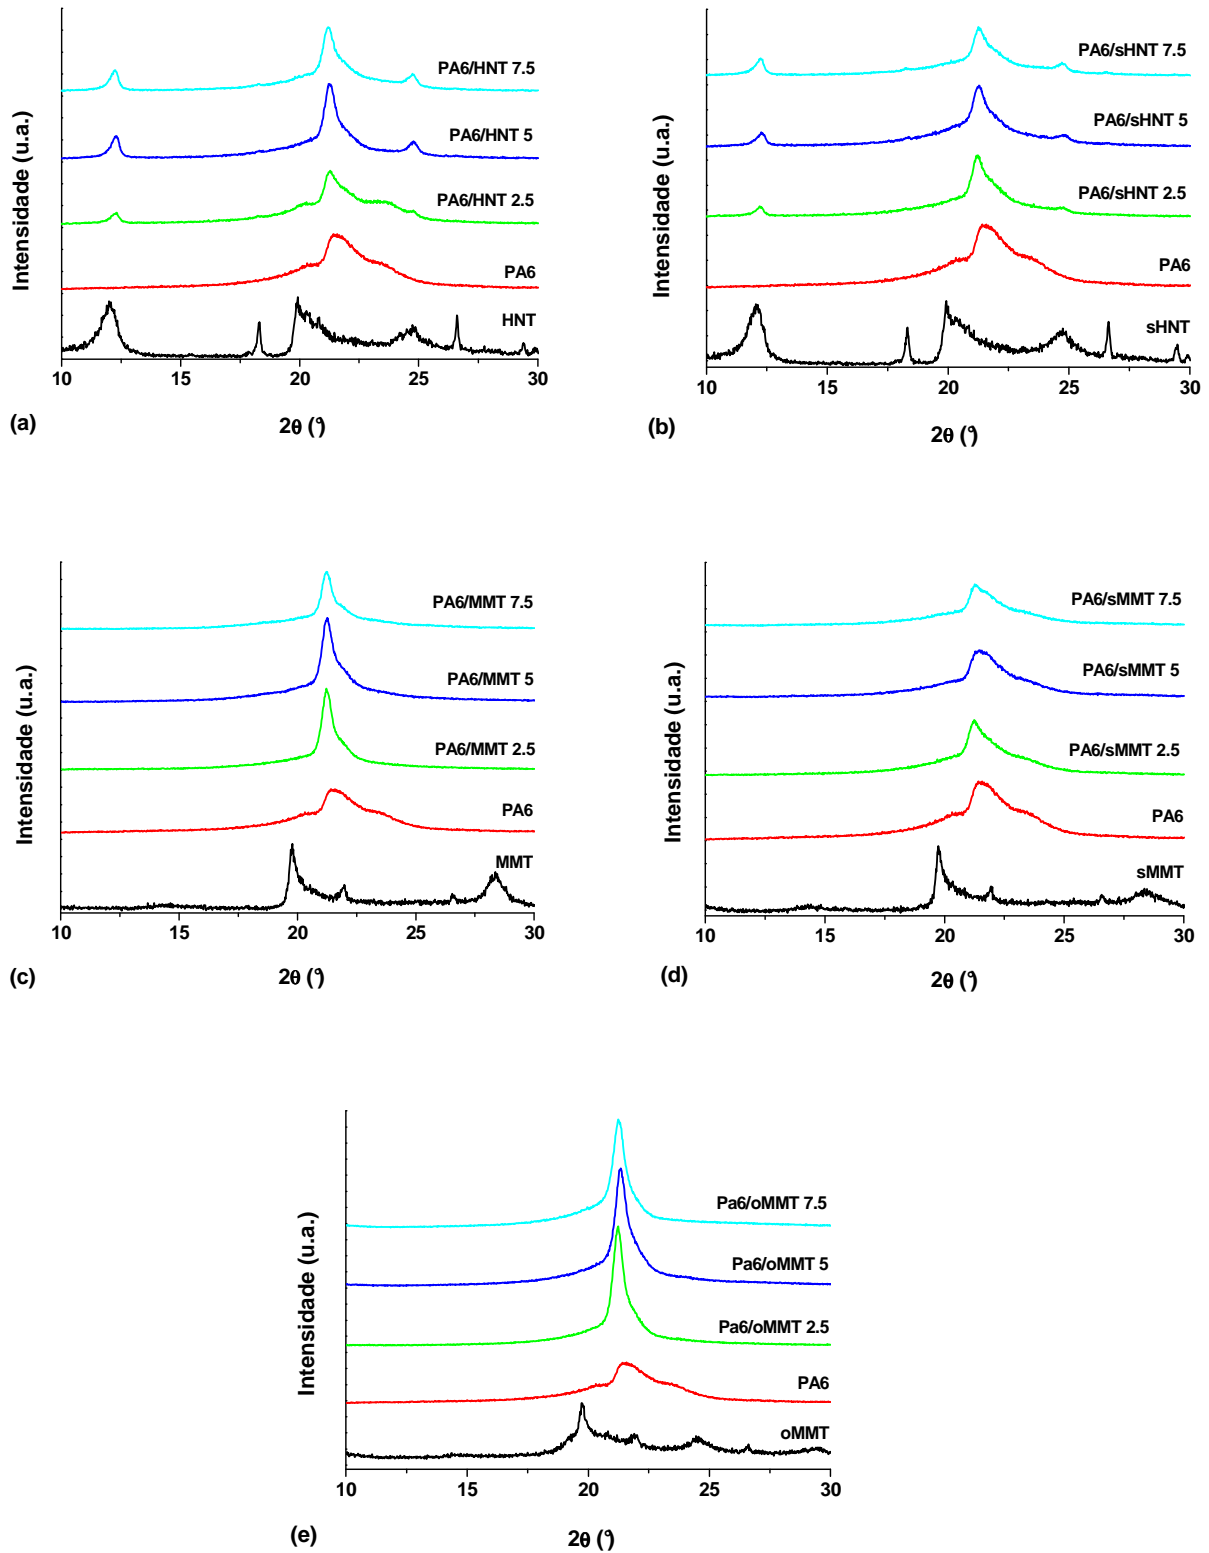 PA6/HNT 7.5
PA6/HNT 5
PA6/HNT 2.5
PA6
HNT
Intensidade (u.a.)
10 15 20 25 30
2θ (°)
(a)
PA6/sHNT 7.5
PA6/sHNT 5
PA6/sHNT 2.5
PA6
sHNT
Intensidade (u.a.)
10 15 20 25 30
2θ (°)
(b)
PA6/MMT 7.5
PA6/MMT 5
PA6/MMT 2.5
PA6
MMT
Intensidade (u.a.)
10 15 20 25 30
2θ (°)
(c)
PA6/sMMT 7.5
PA6/sMMT 5
PA6/sMMT 2.5
PA6
sMMT
Intensidade (u.a.)
10 15 20 25 30
2θ (°)
(d)
Pa6/oMMT 7.5
Pa6/oMMT 5
Pa6/oMMT 2.5
PA6
oMMT
Intensidade (u.a.)
10 15 20 25 30
2θ (°)
(e)